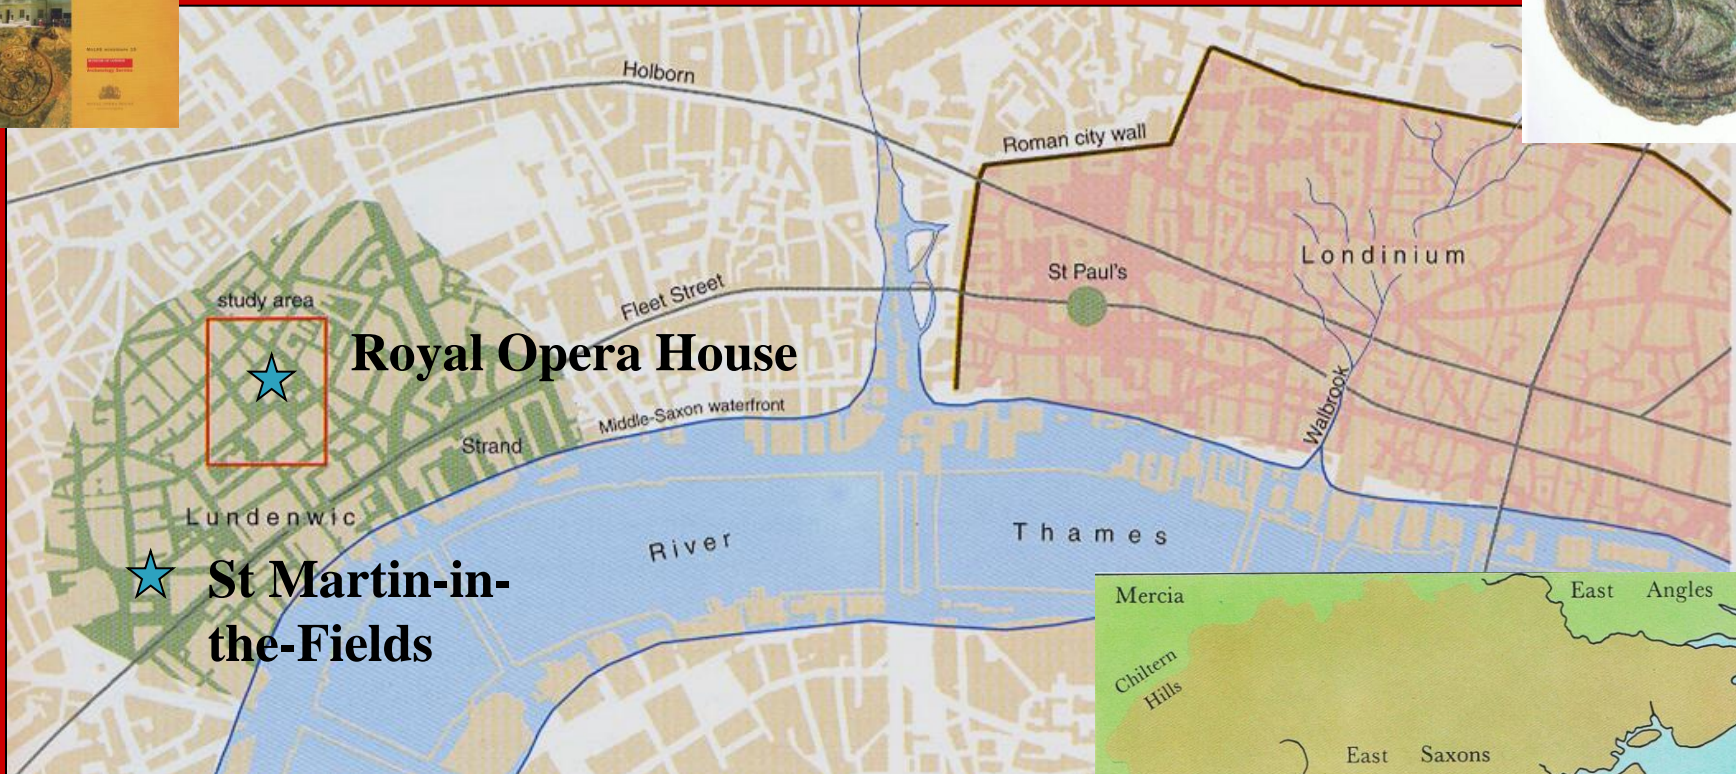 Holborn
Roman city wall
Londinium
St Paul's
study area
Fleet Street
Royal Opera House
Walbrook
Middle-Saxon waterfront
Strand
Lundenwic
River
Thames
St Martin-in-
the-Fields
Mercia
East Angles
Chiltern
Hills
East Saxons